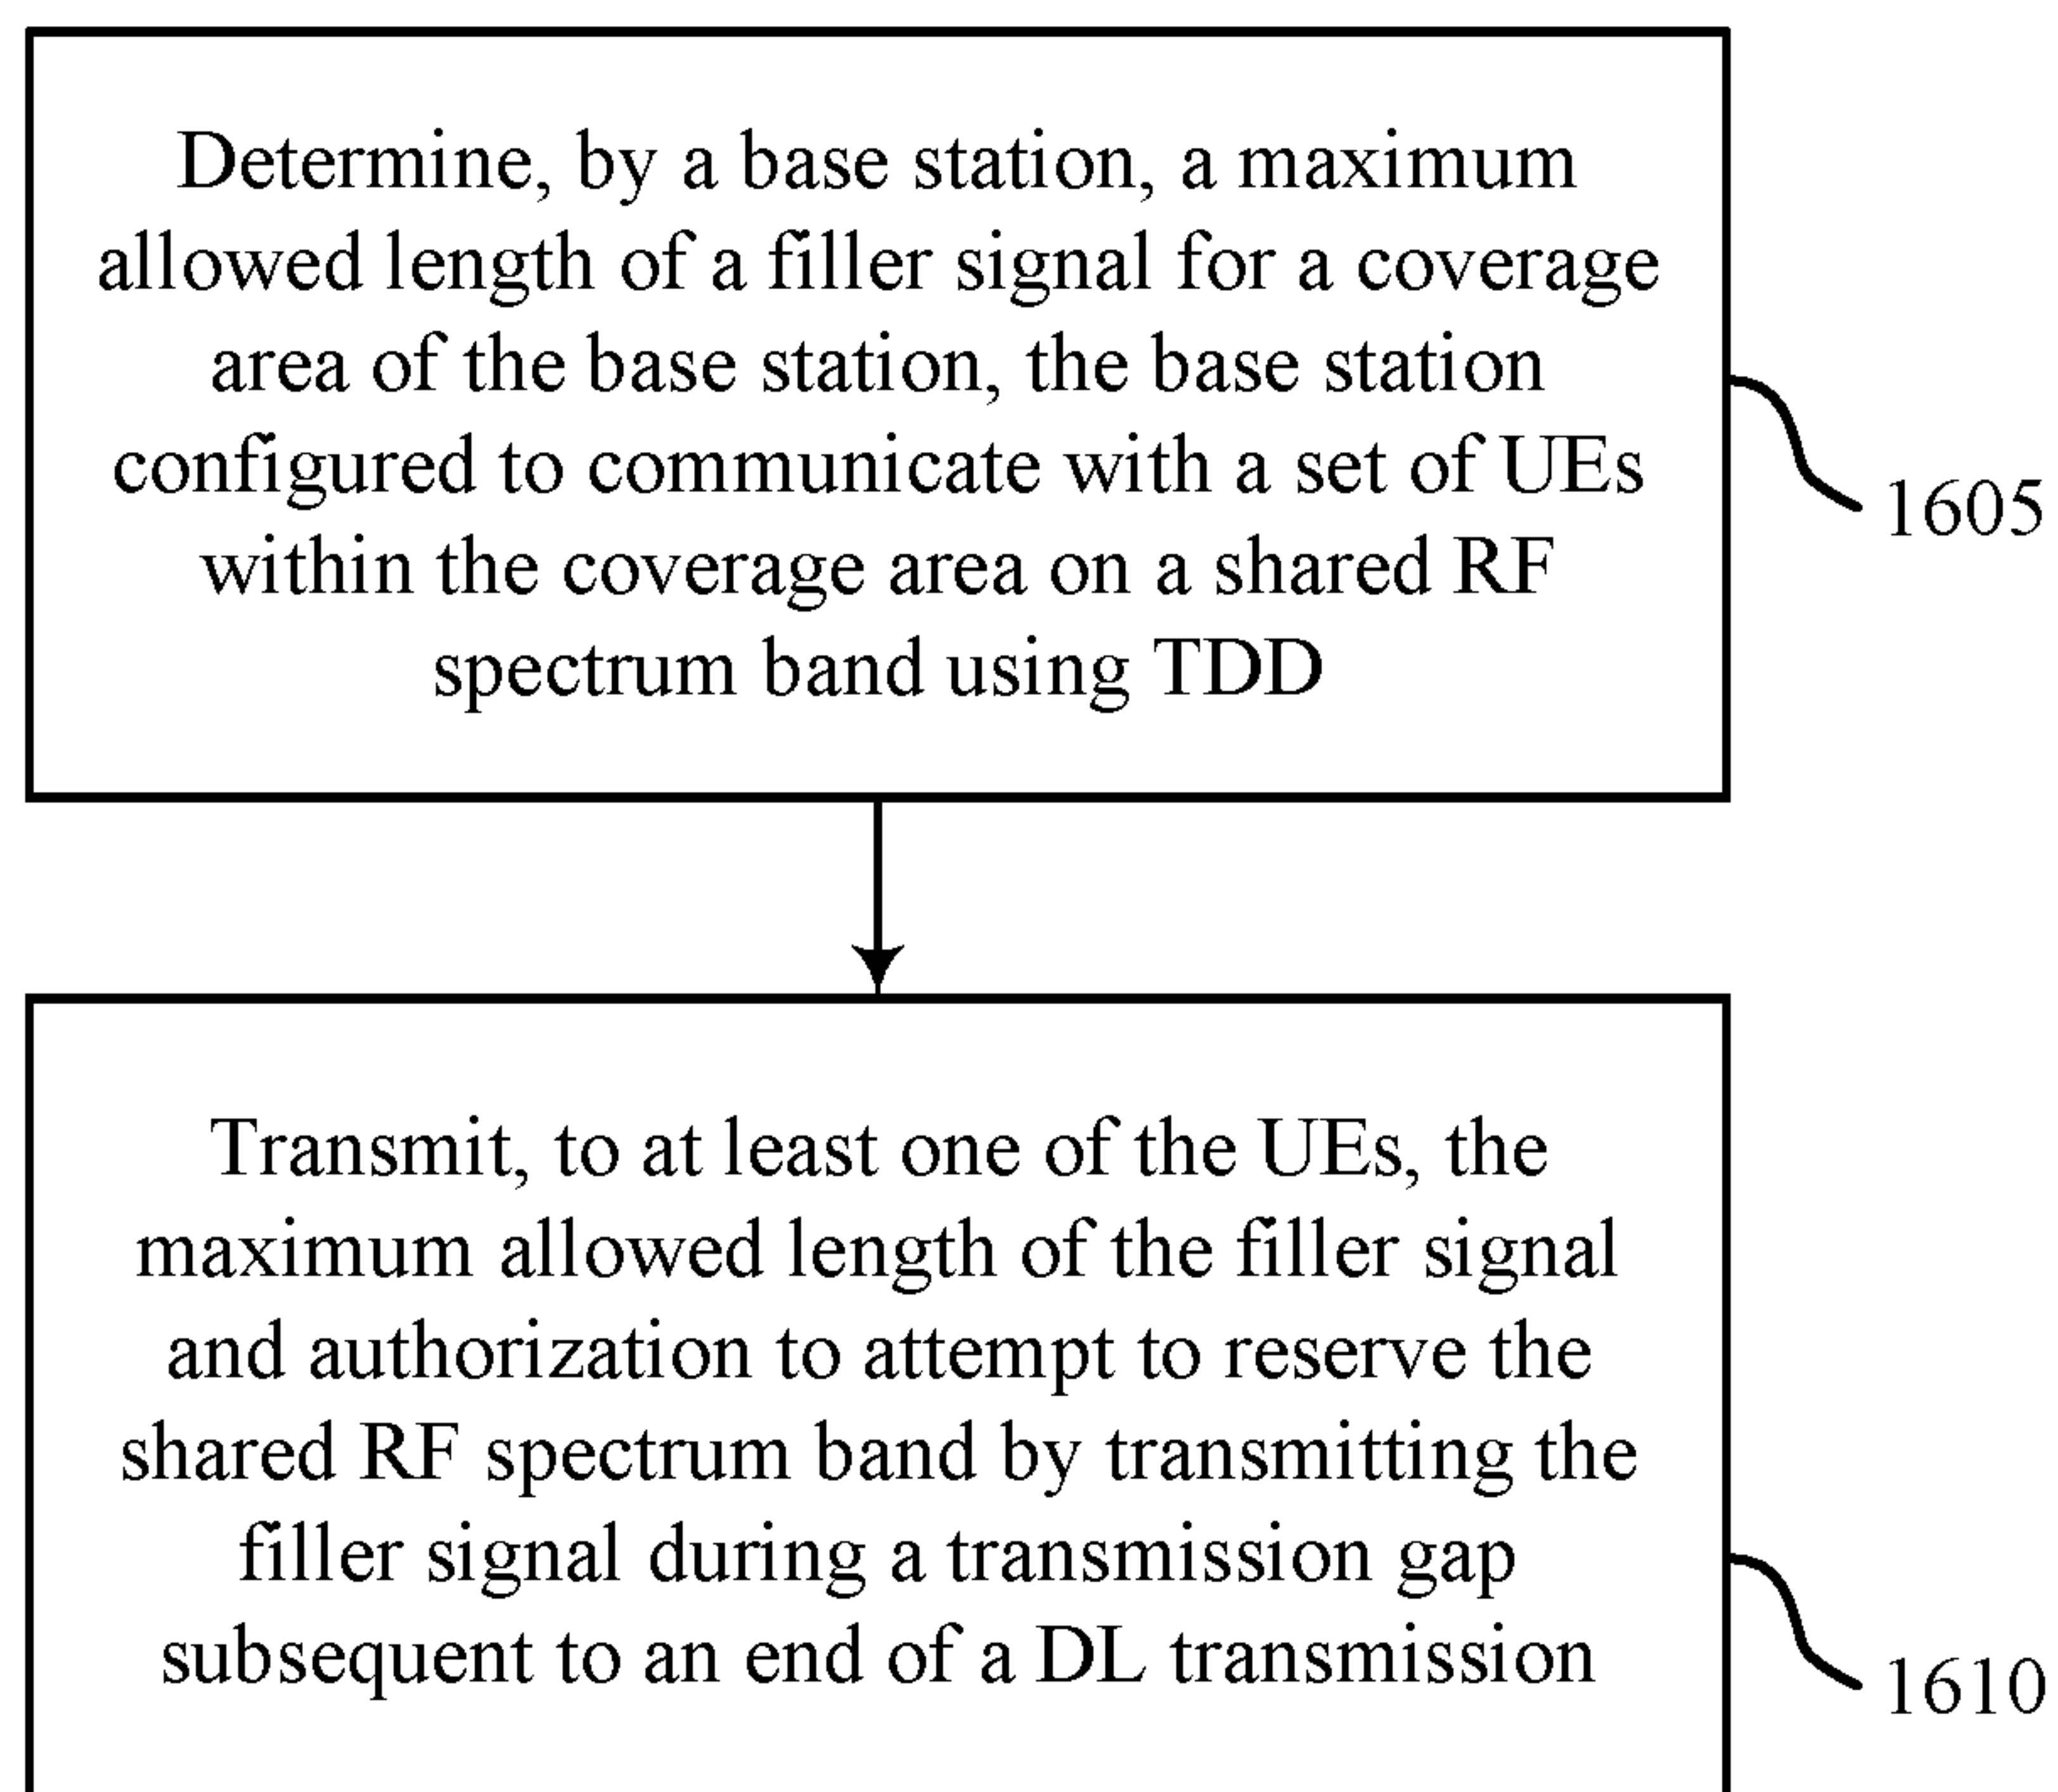 Determine, by a base station, a maximum
allowed length of a filler signal for a coverage
area of the base station, the base station
configured to communicate with a set of UEs
within the coverage area on a shared RF
spectrum band using TDD
1605
Transmit, to at least one of the UEs, the
maximum allowed length of the filler signal
and authorization to attempt to reserve the
shared RF spectrum band by transmitting the
filler signal during a transmission gap
subsequent to an end of a DL transmission
1610